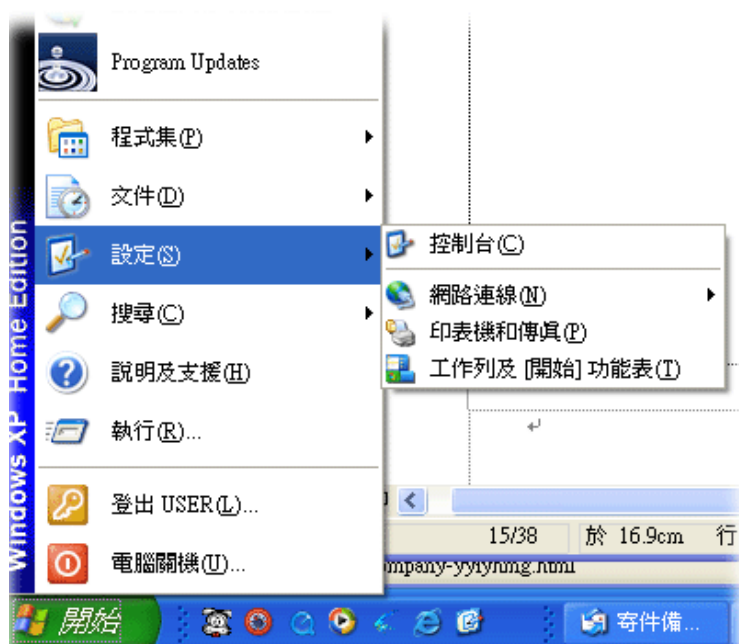 Program Updates
程式集(P)
文件(D)
設定(S)
控制台(C)
網路連線(N)
印表機和傳真(P)
工作列及 [開始] 功能表(T)
搜尋(C)
說明及支援(H)
執行(R)...
登出 USER(L)...
電腦關機(U)...
Windows XP Home Edition
15/38 於 16.9cm 行
開始
寄件備...